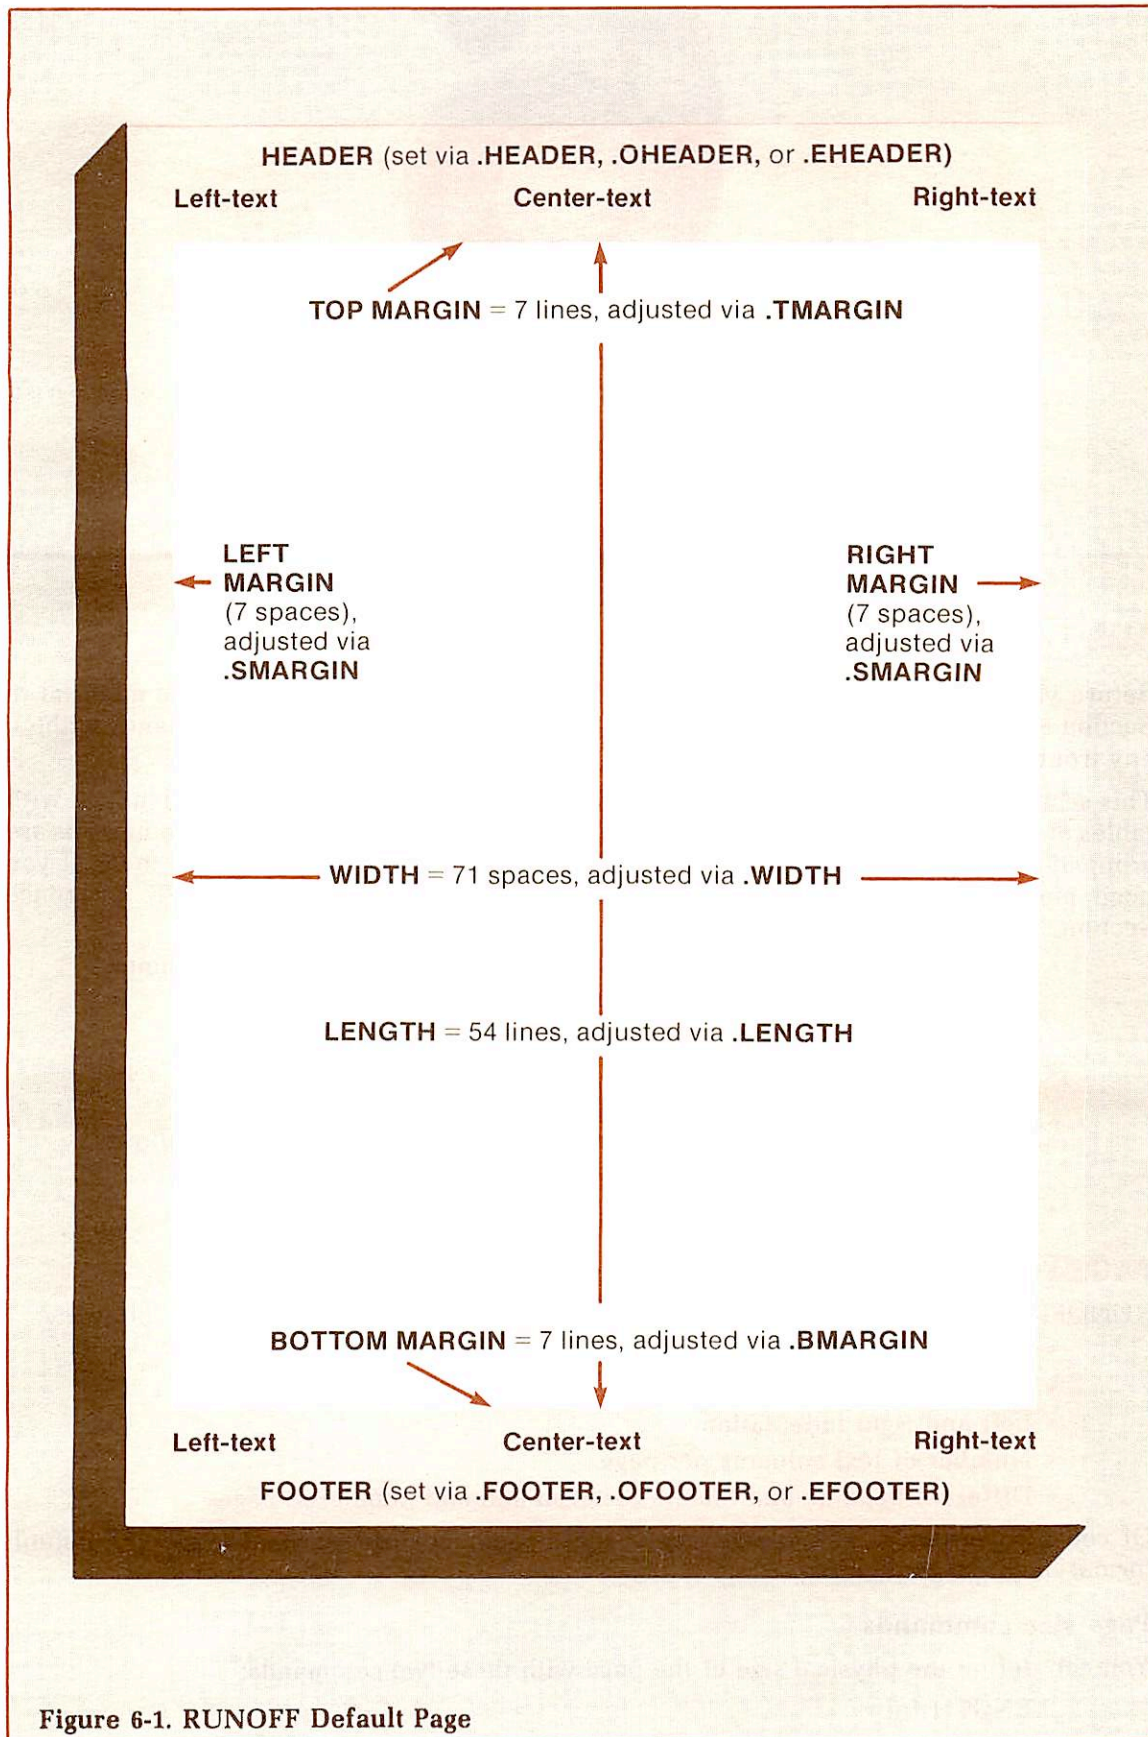 HEADER (set via .HEADER, .OHEADER, or .EHEADER)
Left-text Center-text Right-text
TOP MARGIN = 7 lines, adjusted via .TMARGIN
LEFT
MARGIN
(7 spaces),
adjusted via
.SMARGIN
RIGHT
MARGIN
(7 spaces),
adjusted via
.SMARGIN
WIDTH = 71 spaces, adjusted via .WIDTH
LENGTH = 54 lines, adjusted via .LENGTH
BOTTOM MARGIN = 7 lines, adjusted via .BMARGIN
Left-text Center-text Right-text
FOOTER (set via .FOOTER, .OFOOTER, or .EFOOTER)
Figure 6-1. RUNOFF Default Page